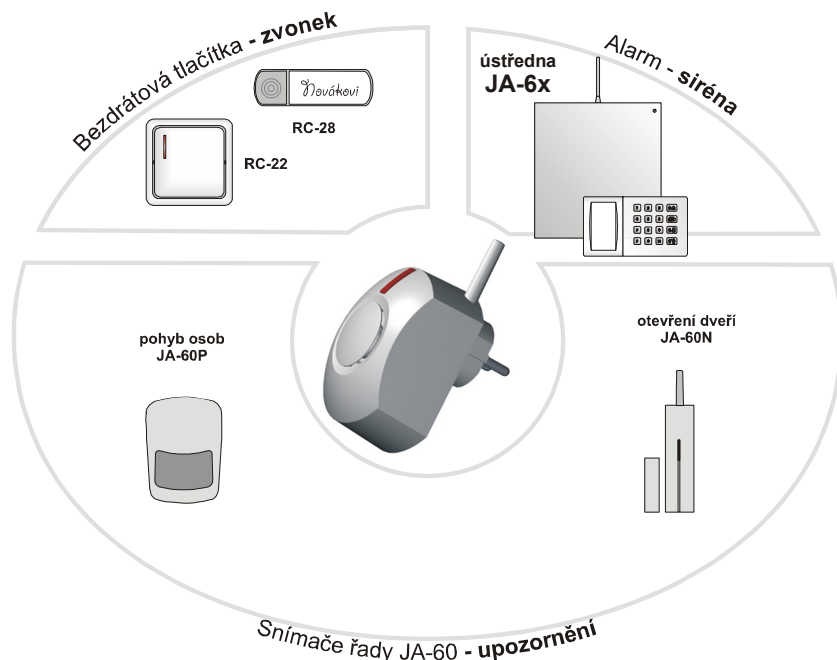 Bezdrátová tlačítka - zvonek
Novákovi
RC-28
RC-22
Alarm - siréna
ústředna
JA-6x
pohyb osob
JA-60P
otevření dveří
JA-60N
Snímače řady JA-60 - upozornění